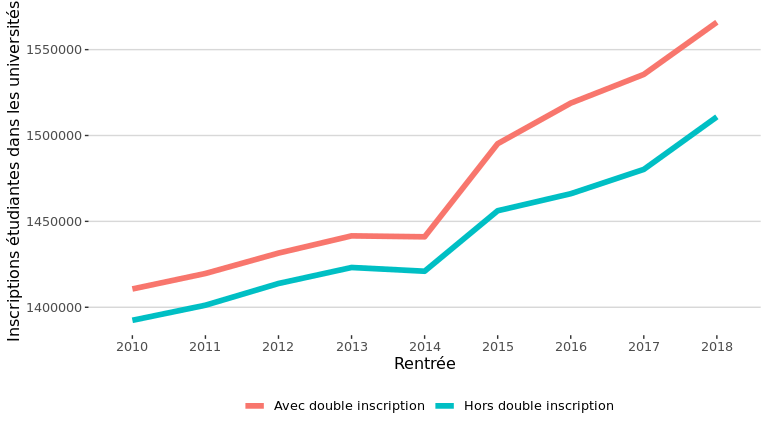 Inscriptions étudiantes dans les universités
1550000
1500000
1450000
1400000
2010 2011 2012 2013 2014 2015 2016 2017 2018
Rentrée
Avec double inscription Hors double inscription